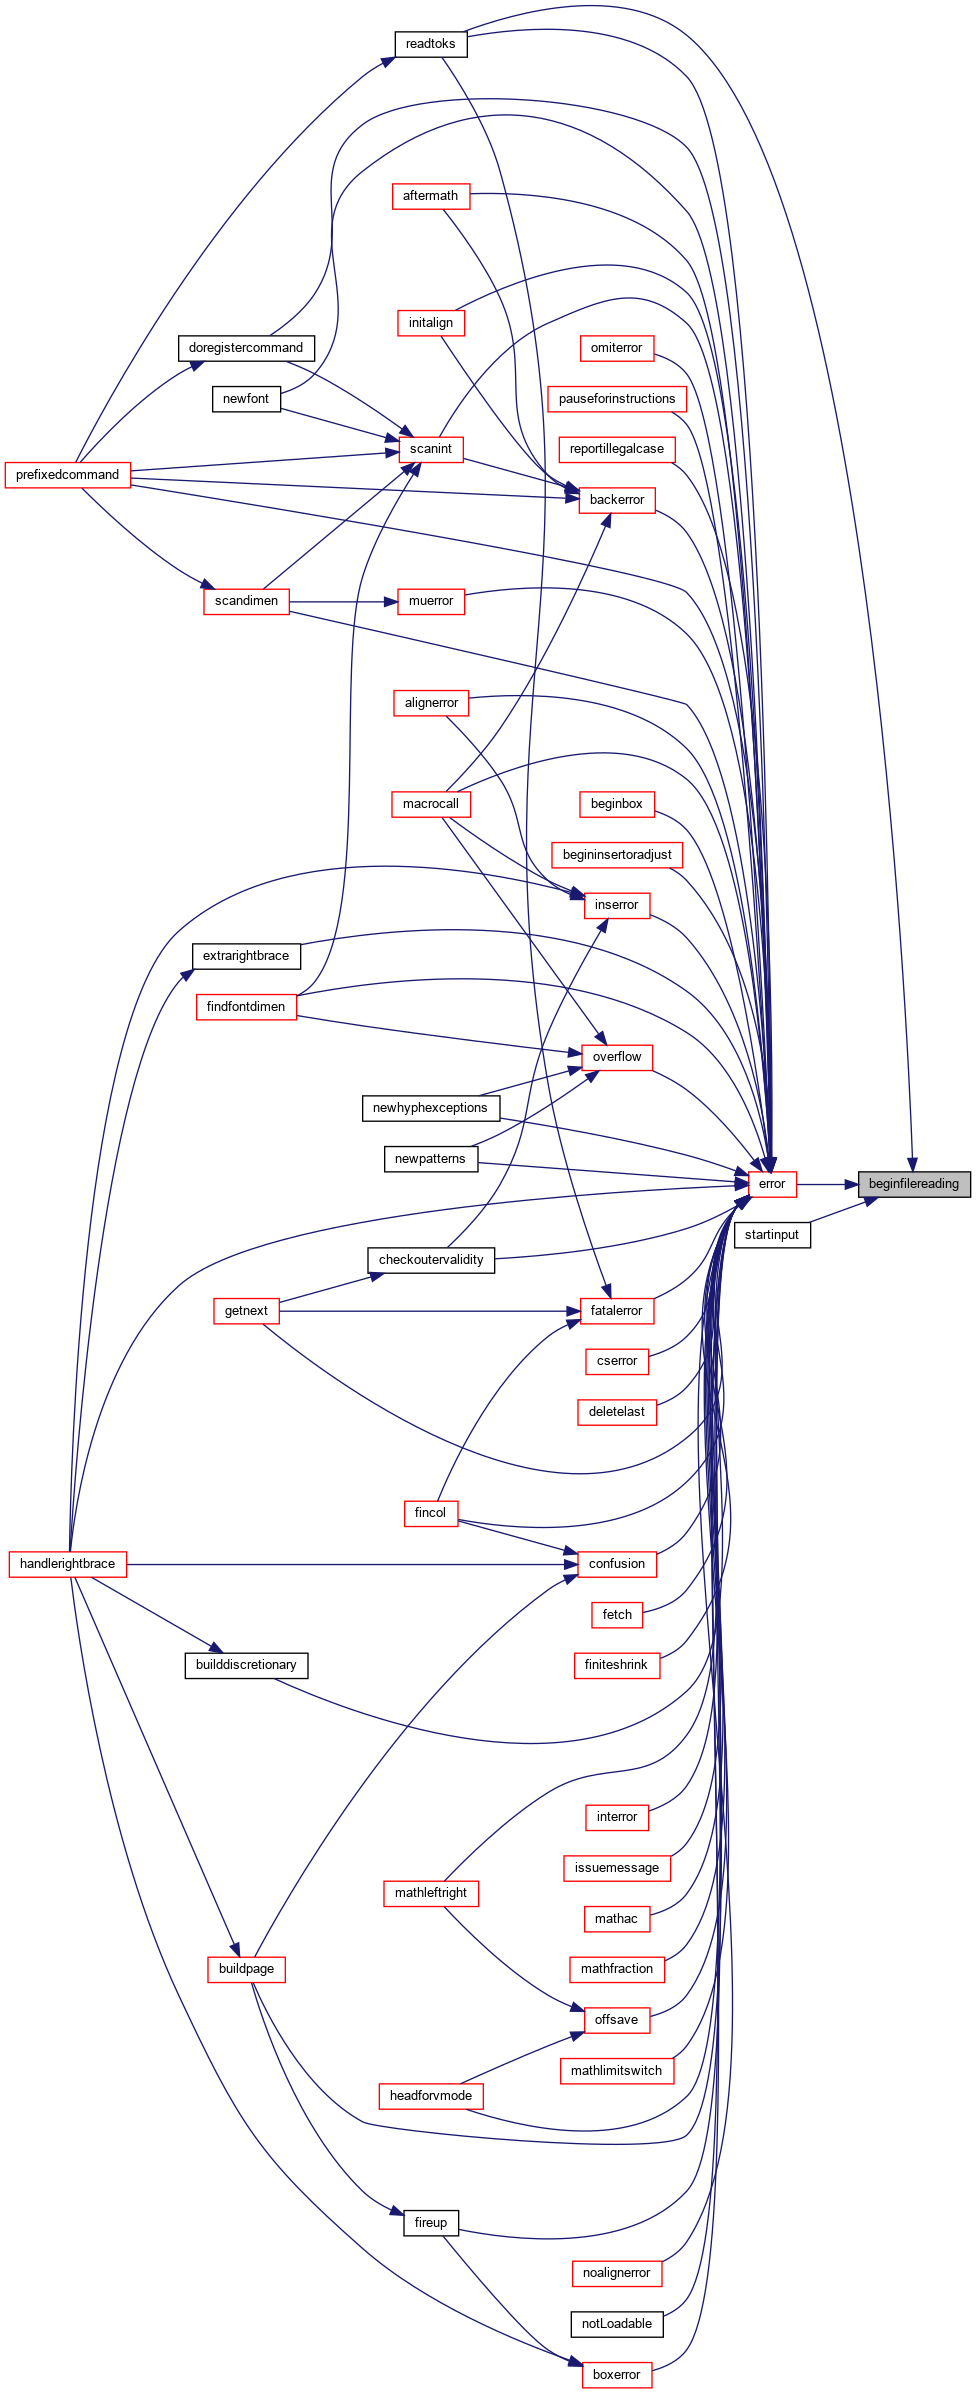 readtoks
aftermath
initalign
doregistercommand
omiterror
newfont
pauseforinstructions
scanint
reportillegalcase
prefixedcommand
backerror
scandimen
muerror
alignerror
macrocall
beginbox
begininsertoradjust
inserror
extrarightbrace
findfontdimen
overflow
newhyphexceptions
newpatterns
error
beginfilereading
startinput
checkoutervalidity
getnext
fatalerror
cserror
deletelast
fincol
handlerightbrace
confusion
fetch
builddiscretionary
finiteshrink
interror
issuemessage
mathleftright
mathac
buildpage
mathfraction
offsave
mathlimitswitch
headforvmode
fireup
noalignerror
notLoadable
boxerror